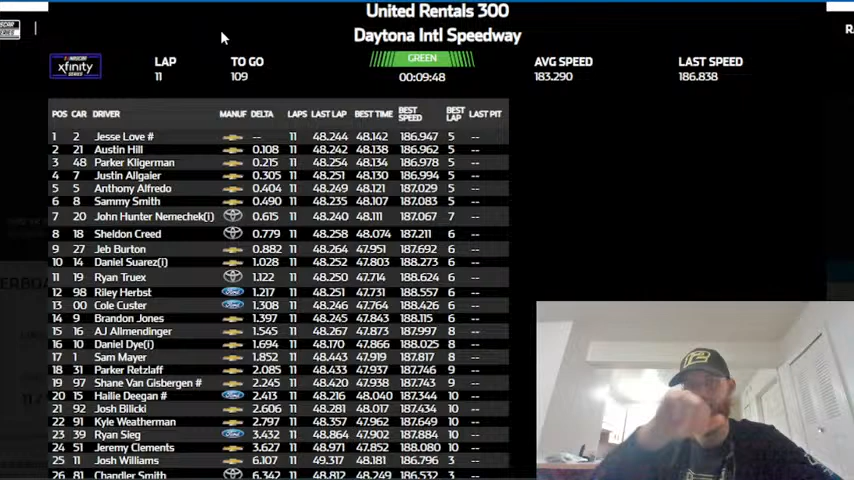 United Rentals 300
Daytona Intl Speedway
xfinity
LAP TO GO GREEN AVG SPEED LAST SPEED
11 109 00:09:48 183.290 186.838
POS CAR DRIVER MANUF DELTA LAPS LAST LAP BEST TIME BEST SPEED BEST LAP LAST PIT
1 2 Jesse Love # -- 11 48.244 48.142 186.947 5 --
2 21 Austin Hill 0.108 11 48.242 48.138 186.962 5 --
3 48 Parker Kligerman 0.215 11 48.254 48.134 186.978 5 --
4 7 Justin Allgaier 0.305 11 48.251 48.130 186.994 5 --
5 5 Anthony Alfredo 0.404 11 48.249 48.121 187.029 5 --
6 8 Sammy Smith 0.490 11 48.235 48.107 187.083 5 --
7 20 John Hunter Nemechek(i) 0.615 11 48.240 48.111 187.067 7 --
8 18 Sheldon Creed 0.779 11 48.258 48.074 187.211 6 --
9 27 Jeb Burton 0.882 11 48.264 47.951 187.692 6 --
10 14 Daniel Suarez(i) 1.028 11 48.252 47.803 188.273 6 --
11 19 Ryan Truex 1.122 11 48.250 47.714 188.624 6 --
12 98 Riley Herbst 1.217 11 48.251 47.731 188.557 6 --
13 00 Cole Custer 1.308 11 48.246 47.764 188.426 6 --
14 9 Brandon Jones 1.397 11 48.245 47.843 188.115 6 --
15 16 AJ Allmendinger 1.545 11 48.267 47.873 187.997 8 --
16 10 Daniel Dye(i) 1.694 11 48.170 47.866 188.025 8 --
17 1 Sam Mayer 1.852 11 48.443 47.919 187.817 8 --
18 31 Parker Retzlaff 2.085 11 48.433 47.937 187.746 9 --
19 97 Shane Van Gisbergen # 2.245 11 48.420 47.938 187.743 9 --
20 15 Hailie Deegan # 2.413 11 48.216 48.040 187.344 10 --
21 92 Josh Bilicki 2.606 11 48.281 48.017 187.434 10 --
22 91 Kyle Weatherman 2.797 11 48.357 47.962 187.649 10 --
23 39 Ryan Sieg 3.432 11 48.864 47.902 187.884 10 --
24 51 Jeremy Clements 3.627 11 48.971 47.852 188.080 10 --
25 11 Josh Williams 6.107 11 49.317 48.181 186.796 3 --
26 81 Chandler Smith 6.342 11 48.812 48.249 186.532 3 --